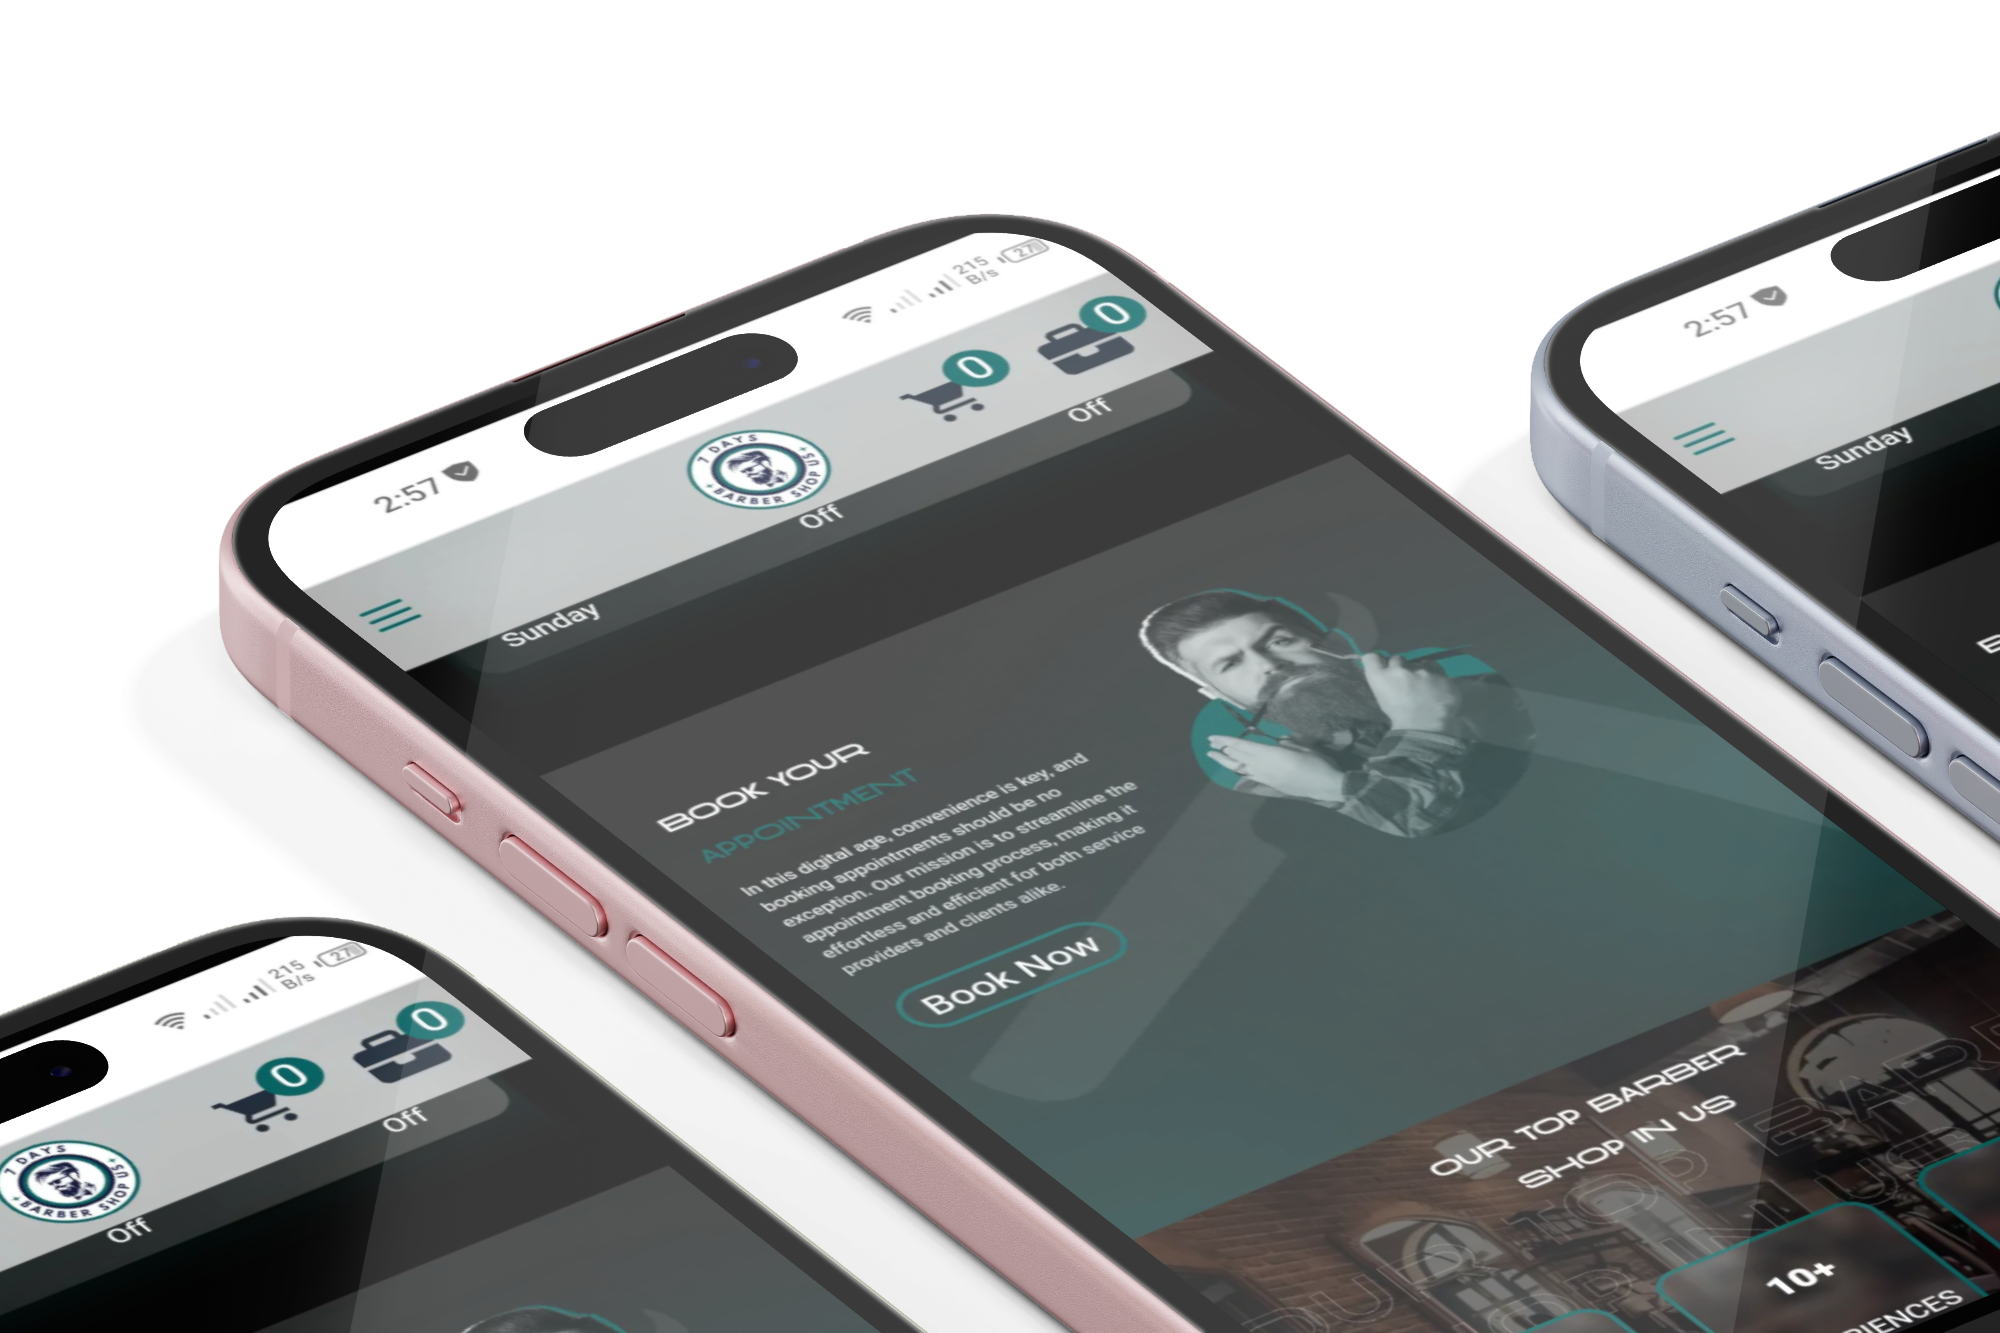 2:57
215
B/s
27
0
0
7 DAYS
BARBER SHOP US
Off
Off
Sunday
BOOK YOUR
APPOINTMENT
In this digital age, convenience is key, and
booking appointments should be no
exception. Our mission is to streamline the
appointment booking process, making it
effortless and efficient for both service
providers and clients alike.
Book Now
OUR TOP BARBER
SHOP IN US
10+
2:57
Sunday
215
B/s
27
0
0
7 DAYS
BARBER SHOP US
Off
Off